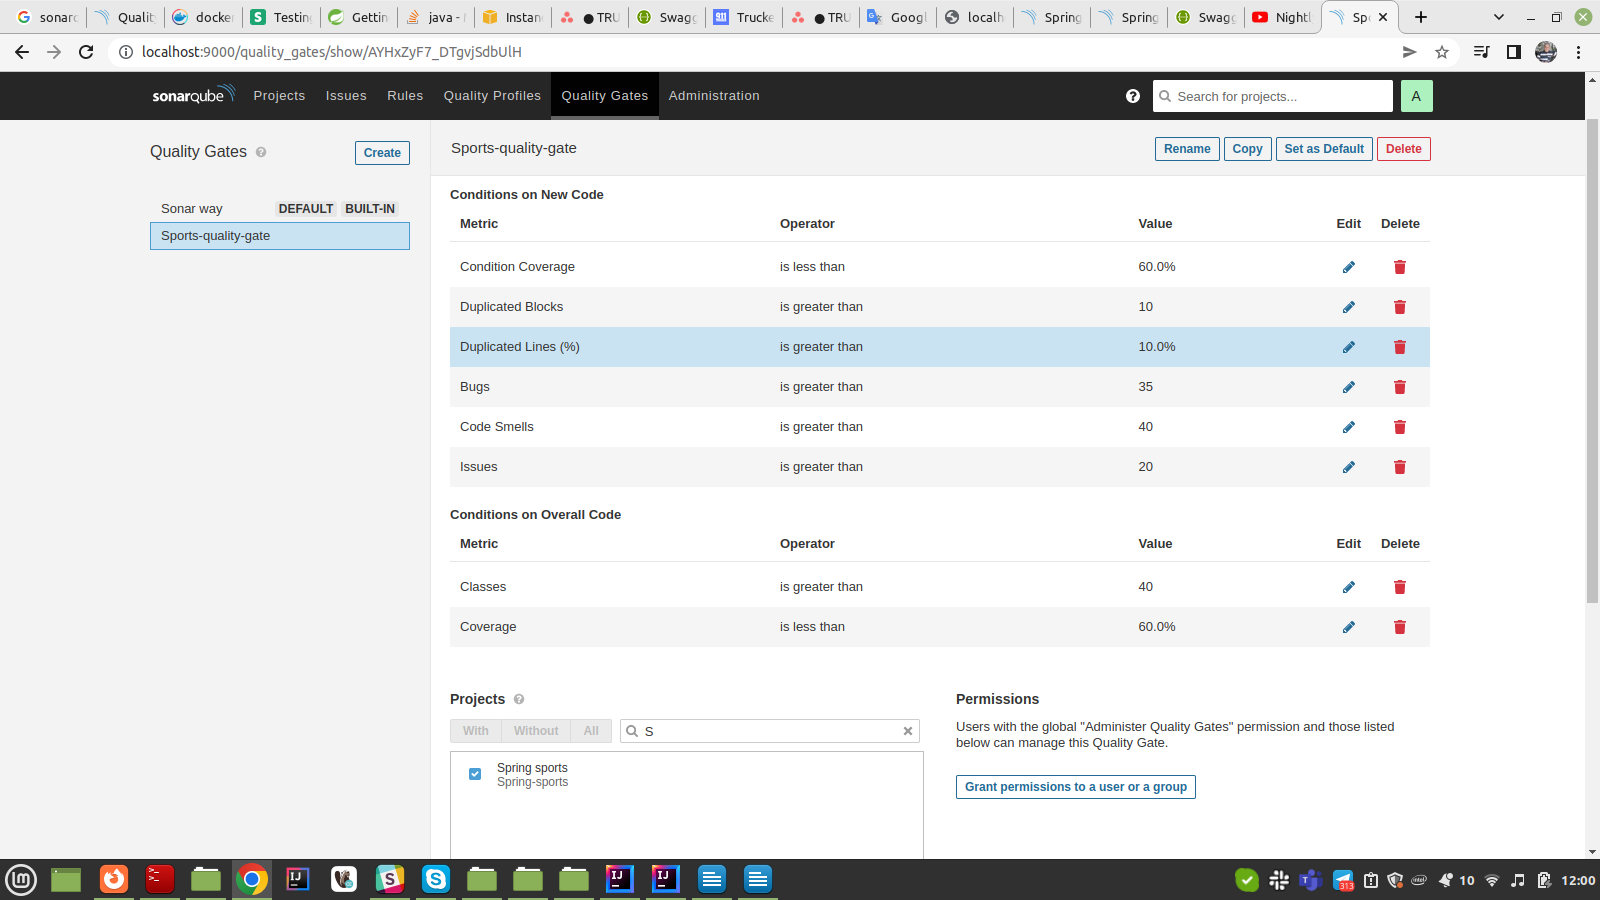 sonarc
Quality
docke
Testing
Gettin
java - 
Instan
● TRU
Swagg
Trucke
● TRU
Googl
localh
Spring
Spring
Swagg
Nightl
Spo
localhost:9000/quality_gates/show/AYHxZyF7_DTgvjSdbUlH
sonarqube Projects Issues Rules Quality Profiles Quality Gates Administration Search for projects... A
Quality Gates Create
Sonar way DEFAULT BUILT-IN
Sports-quality-gate
Sports-quality-gate Rename Copy Set as Default Delete
Conditions on New Code
Metric Operator Value Edit Delete
Condition Coverage is less than 60.0%
Duplicated Blocks is greater than 10
Duplicated Lines (%) is greater than 10.0%
Bugs is greater than 35
Code Smells is greater than 40
Issues is greater than 20
Conditions on Overall Code
Metric Operator Value Edit Delete
Classes is greater than 40
Coverage is less than 60.0%
Projects
With Without All S
Spring sports
Spring-sports
Permissions
Users with the global "Administer Quality Gates" permission and those listed
below can manage this Quality Gate.
Grant permissions to a user or a group
313 10 12:00